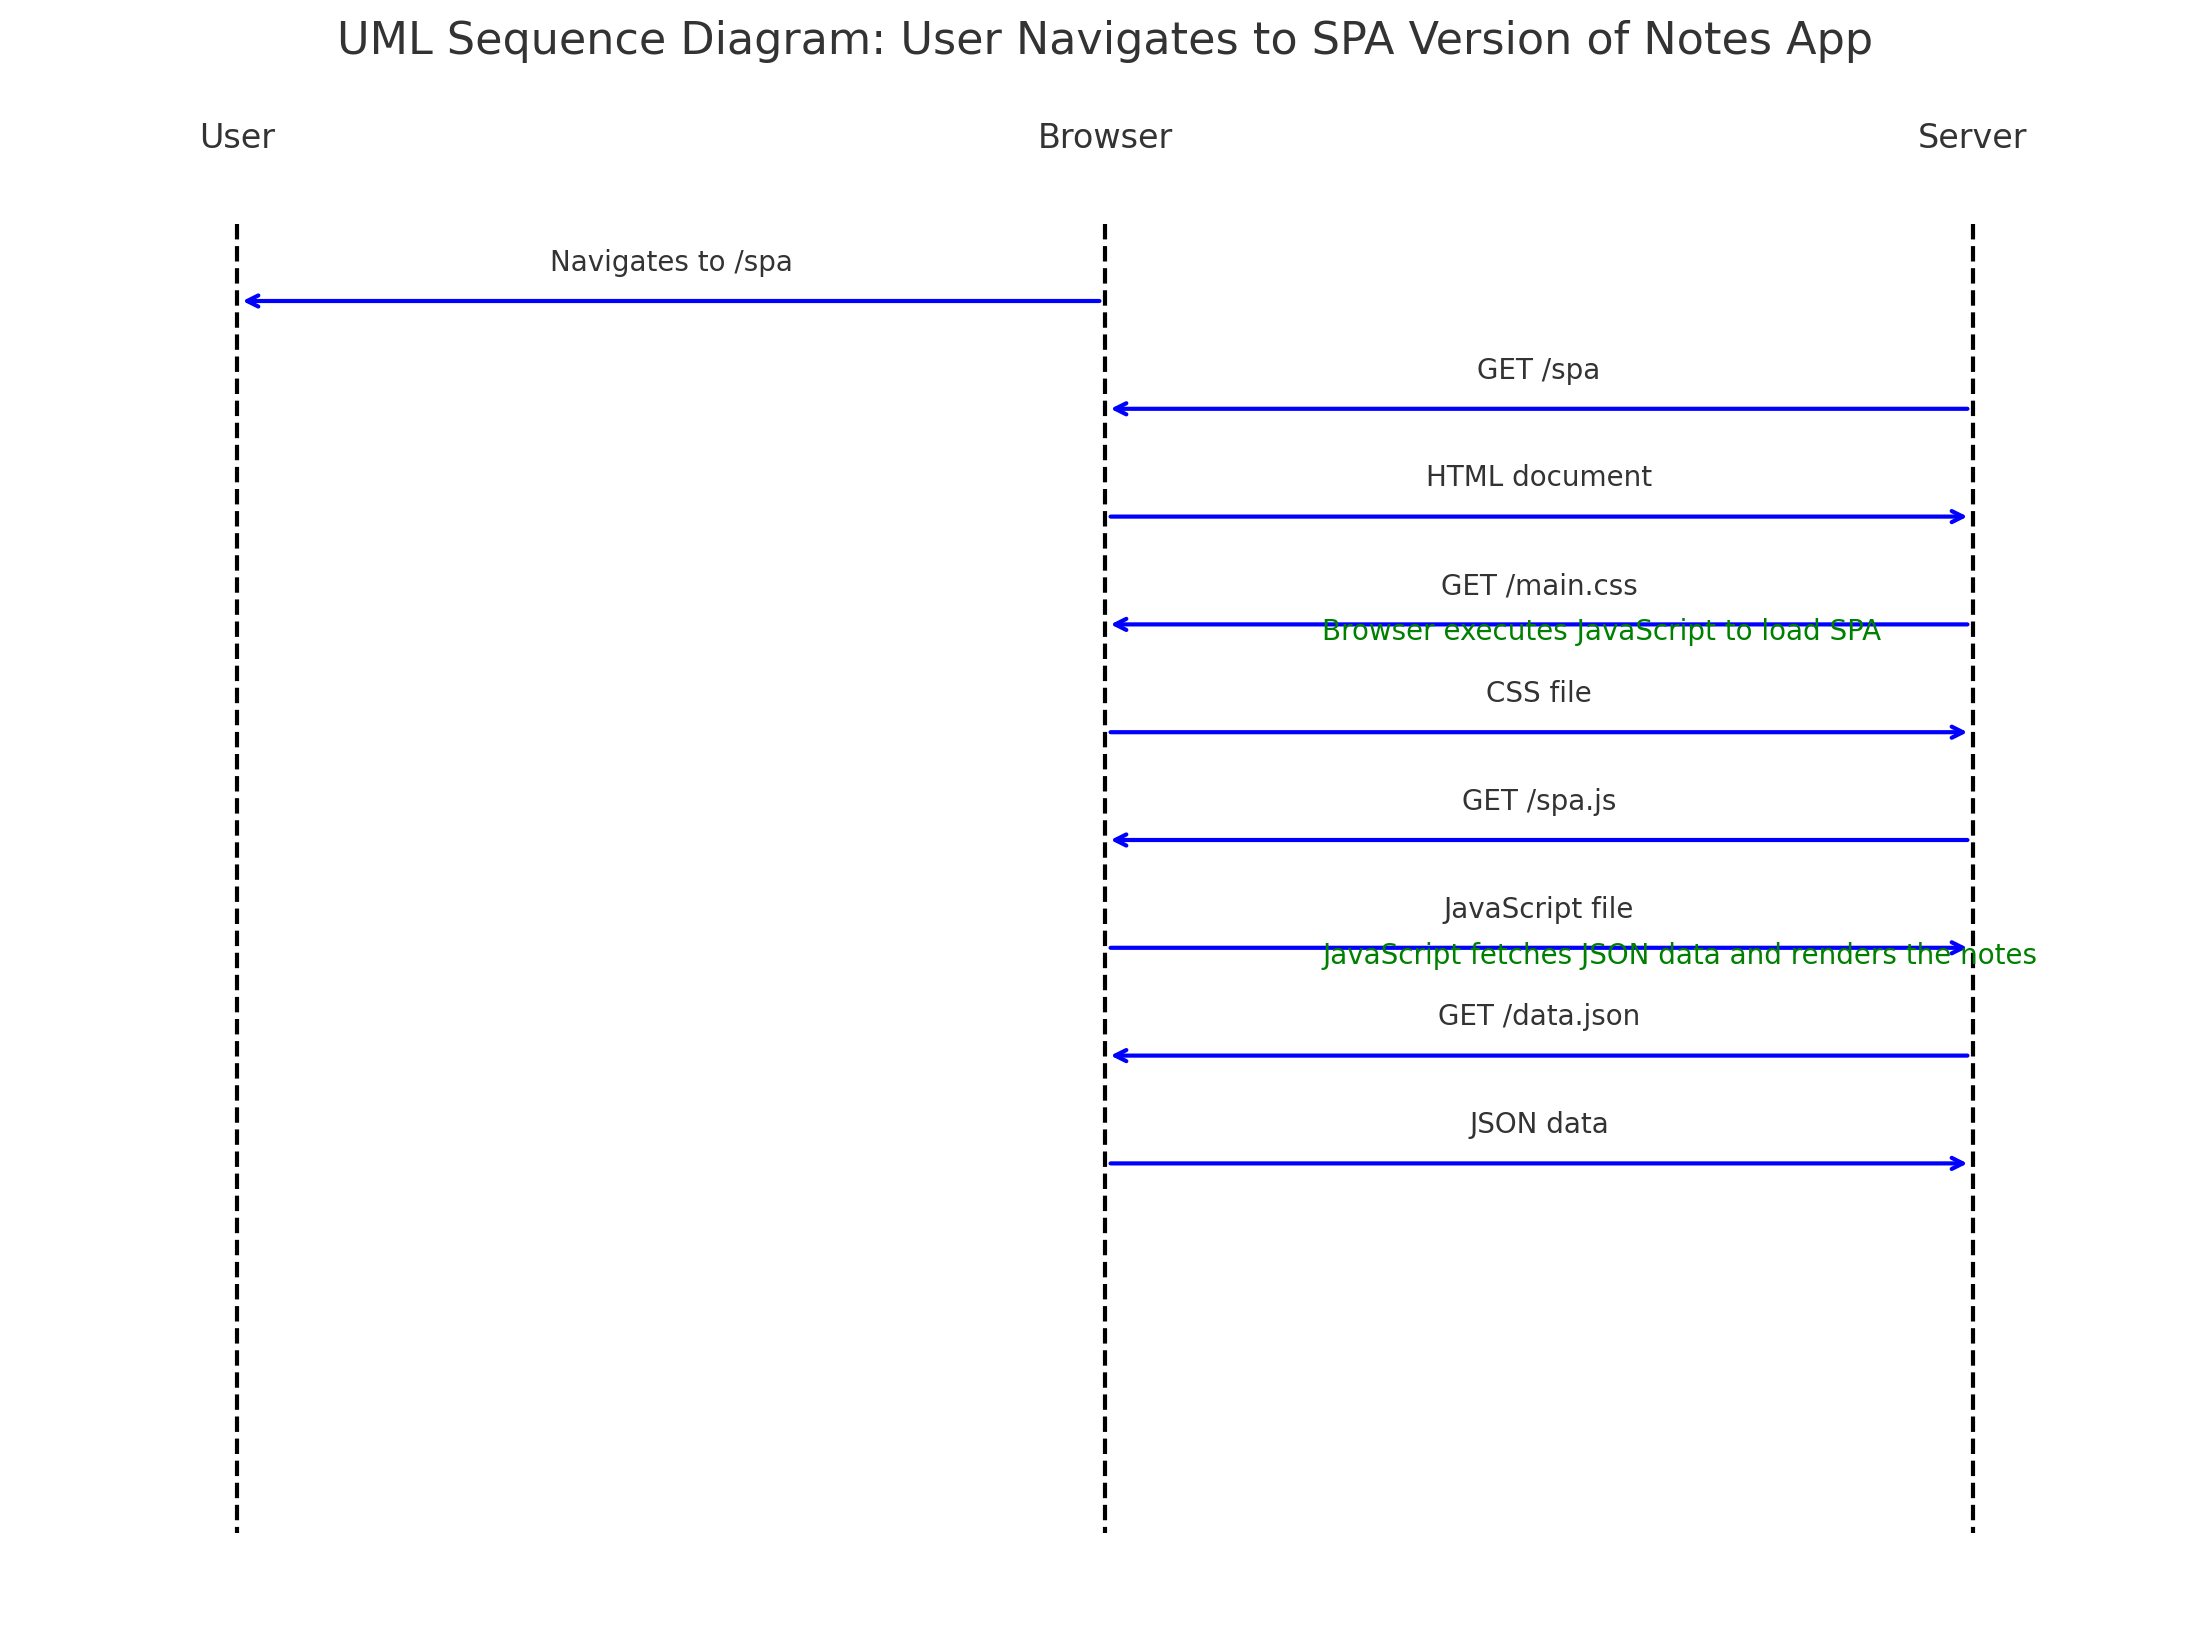 UML Sequence Diagram: User Navigates to SPA Version of Notes App
User
Browser
Server
Navigates to /spa
GET /spa
HTML document
GET /main.css
Browser executes JavaScript to load SPA
CSS file
GET /spa.js
JavaScript file
JavaScript fetches JSON data and renders the notes
GET /data.json
JSON data